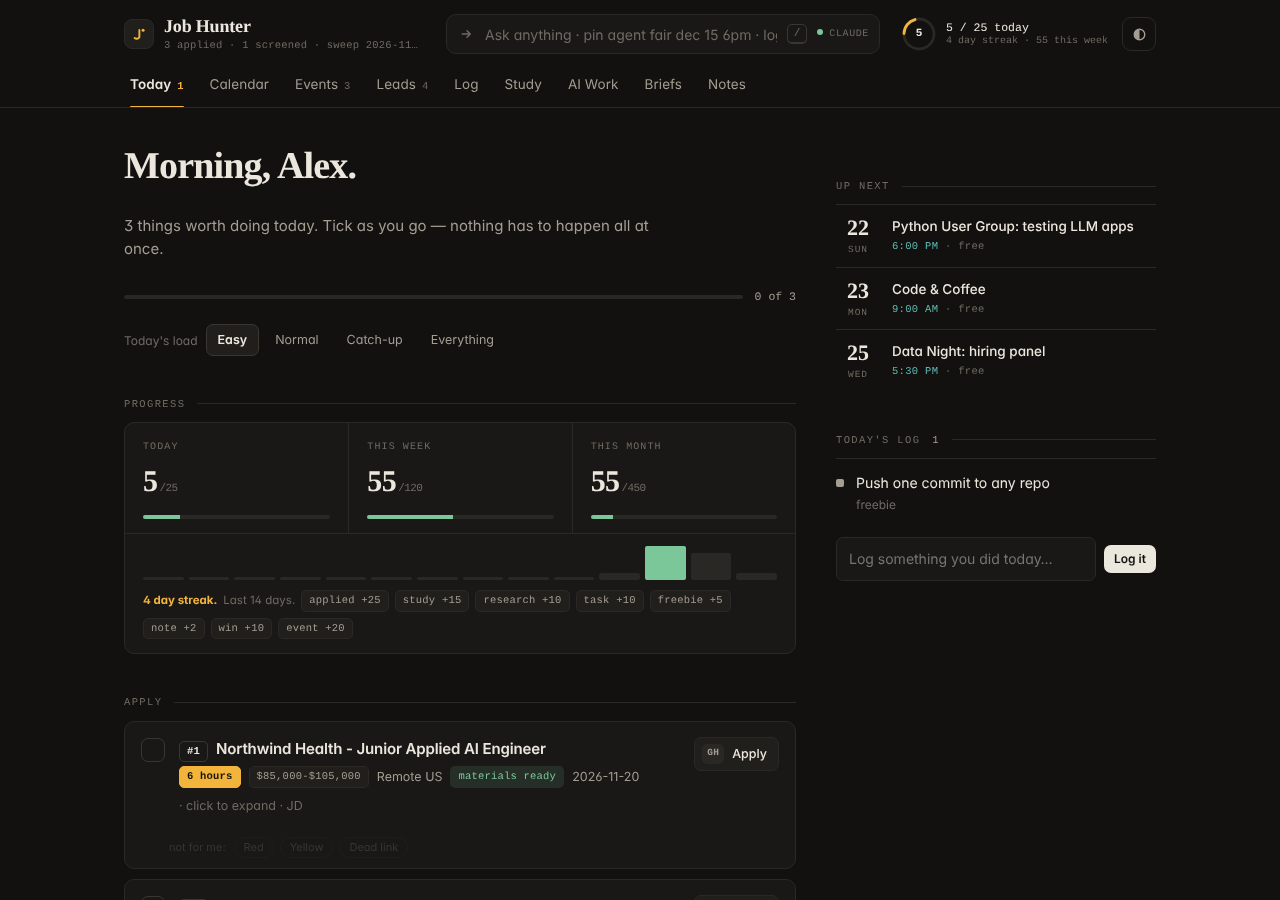 Job Hunter
3 applied · 1 screened · sweep 2026-11…
Ask anything · pin agent fair dec 15 6pm · log
/
CLAUDE
5
5 / 25 today
4 day streak · 55 this week
Today 1
Calendar
Events 3
Leads 4
Log
Study
AI Work
Briefs
Notes
Morning, Alex.
3 things worth doing today. Tick as you go — nothing has to happen all at
once.
0 of 3
Today's load
Easy
Normal
Catch-up
Everything
PROGRESS
TODAY
5/25
THIS WEEK
55/120
THIS MONTH
55/450
4 day streak. Last 14 days. applied +25 study +15 research +10 task +10 freebie +5
note +2 win +10 event +20
APPLY
#1 Northwind Health - Junior Applied AI Engineer
6 hours $85,000-$105,000 Remote US materials ready 2026-11-20
· click to expand · JD
GH Apply
not for me: Red Yellow Dead link
UP NEXT
22 SUN
Python User Group: testing LLM apps
6:00 PM · free
23 MON
Code & Coffee
9:00 AM · free
25 WED
Data Night: hiring panel
5:30 PM · free
TODAY'S LOG 1
Push one commit to any repo
freebie
Log something you did today…
Log it